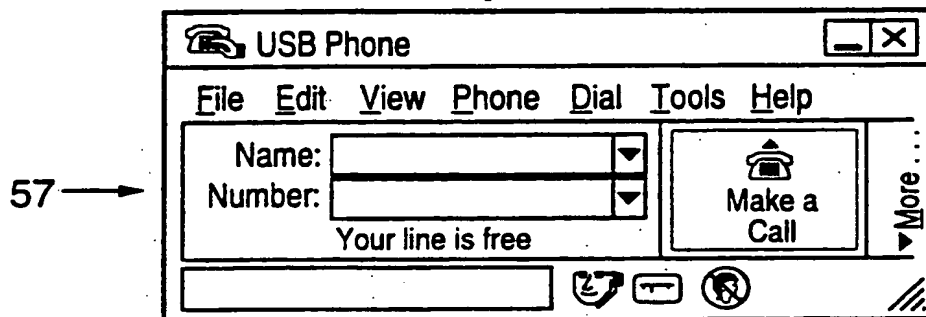 USB Phone
File Edit View Phone Dial Tools Help
Name:
57 Number:
Your line is free
Make a
Call
More...